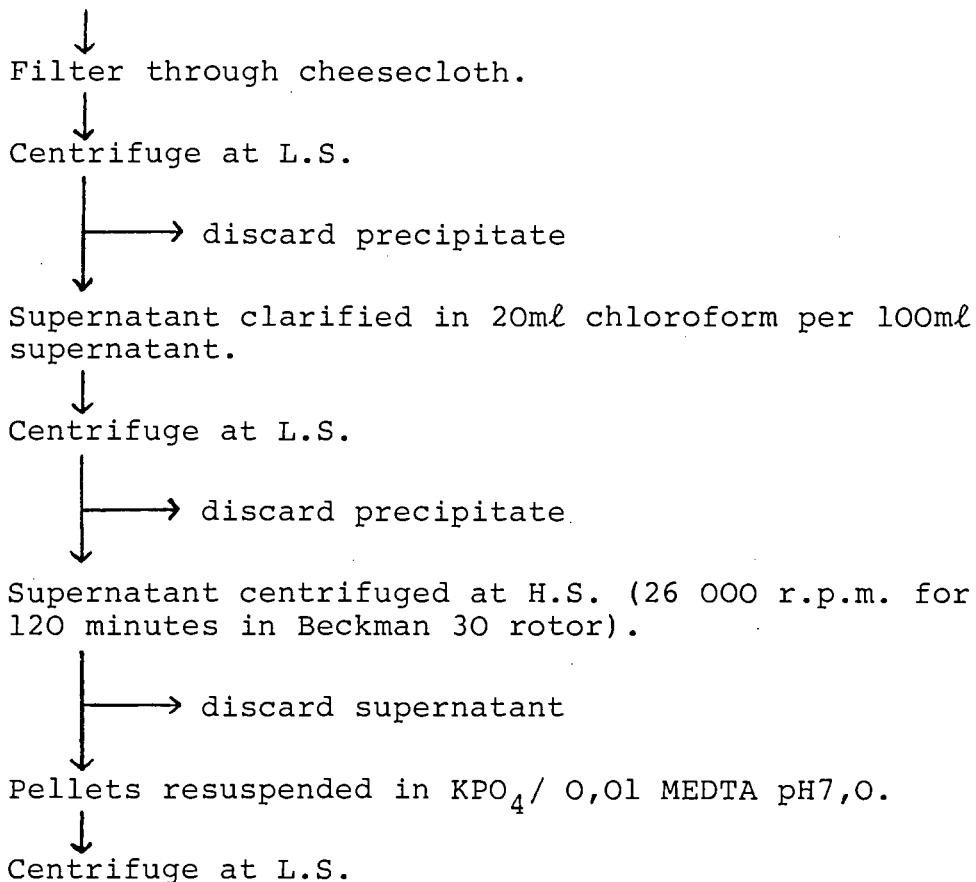 Filter through cheesecloth.
Centrifuge at L.S.
discard precipitate
Supernatant clarified in 20mℓ chloroform per 100mℓ
supernatant.
Centrifuge at L.S.
discard precipitate
Supernatant centrifuged at H.S. (26 000 r.p.m. for
120 minutes in Beckman 30 rotor).
discard supernatant
Pellets resuspended in KPO₄/ 0,01 MEDTA pH7,0.
Centrifuge at L.S.